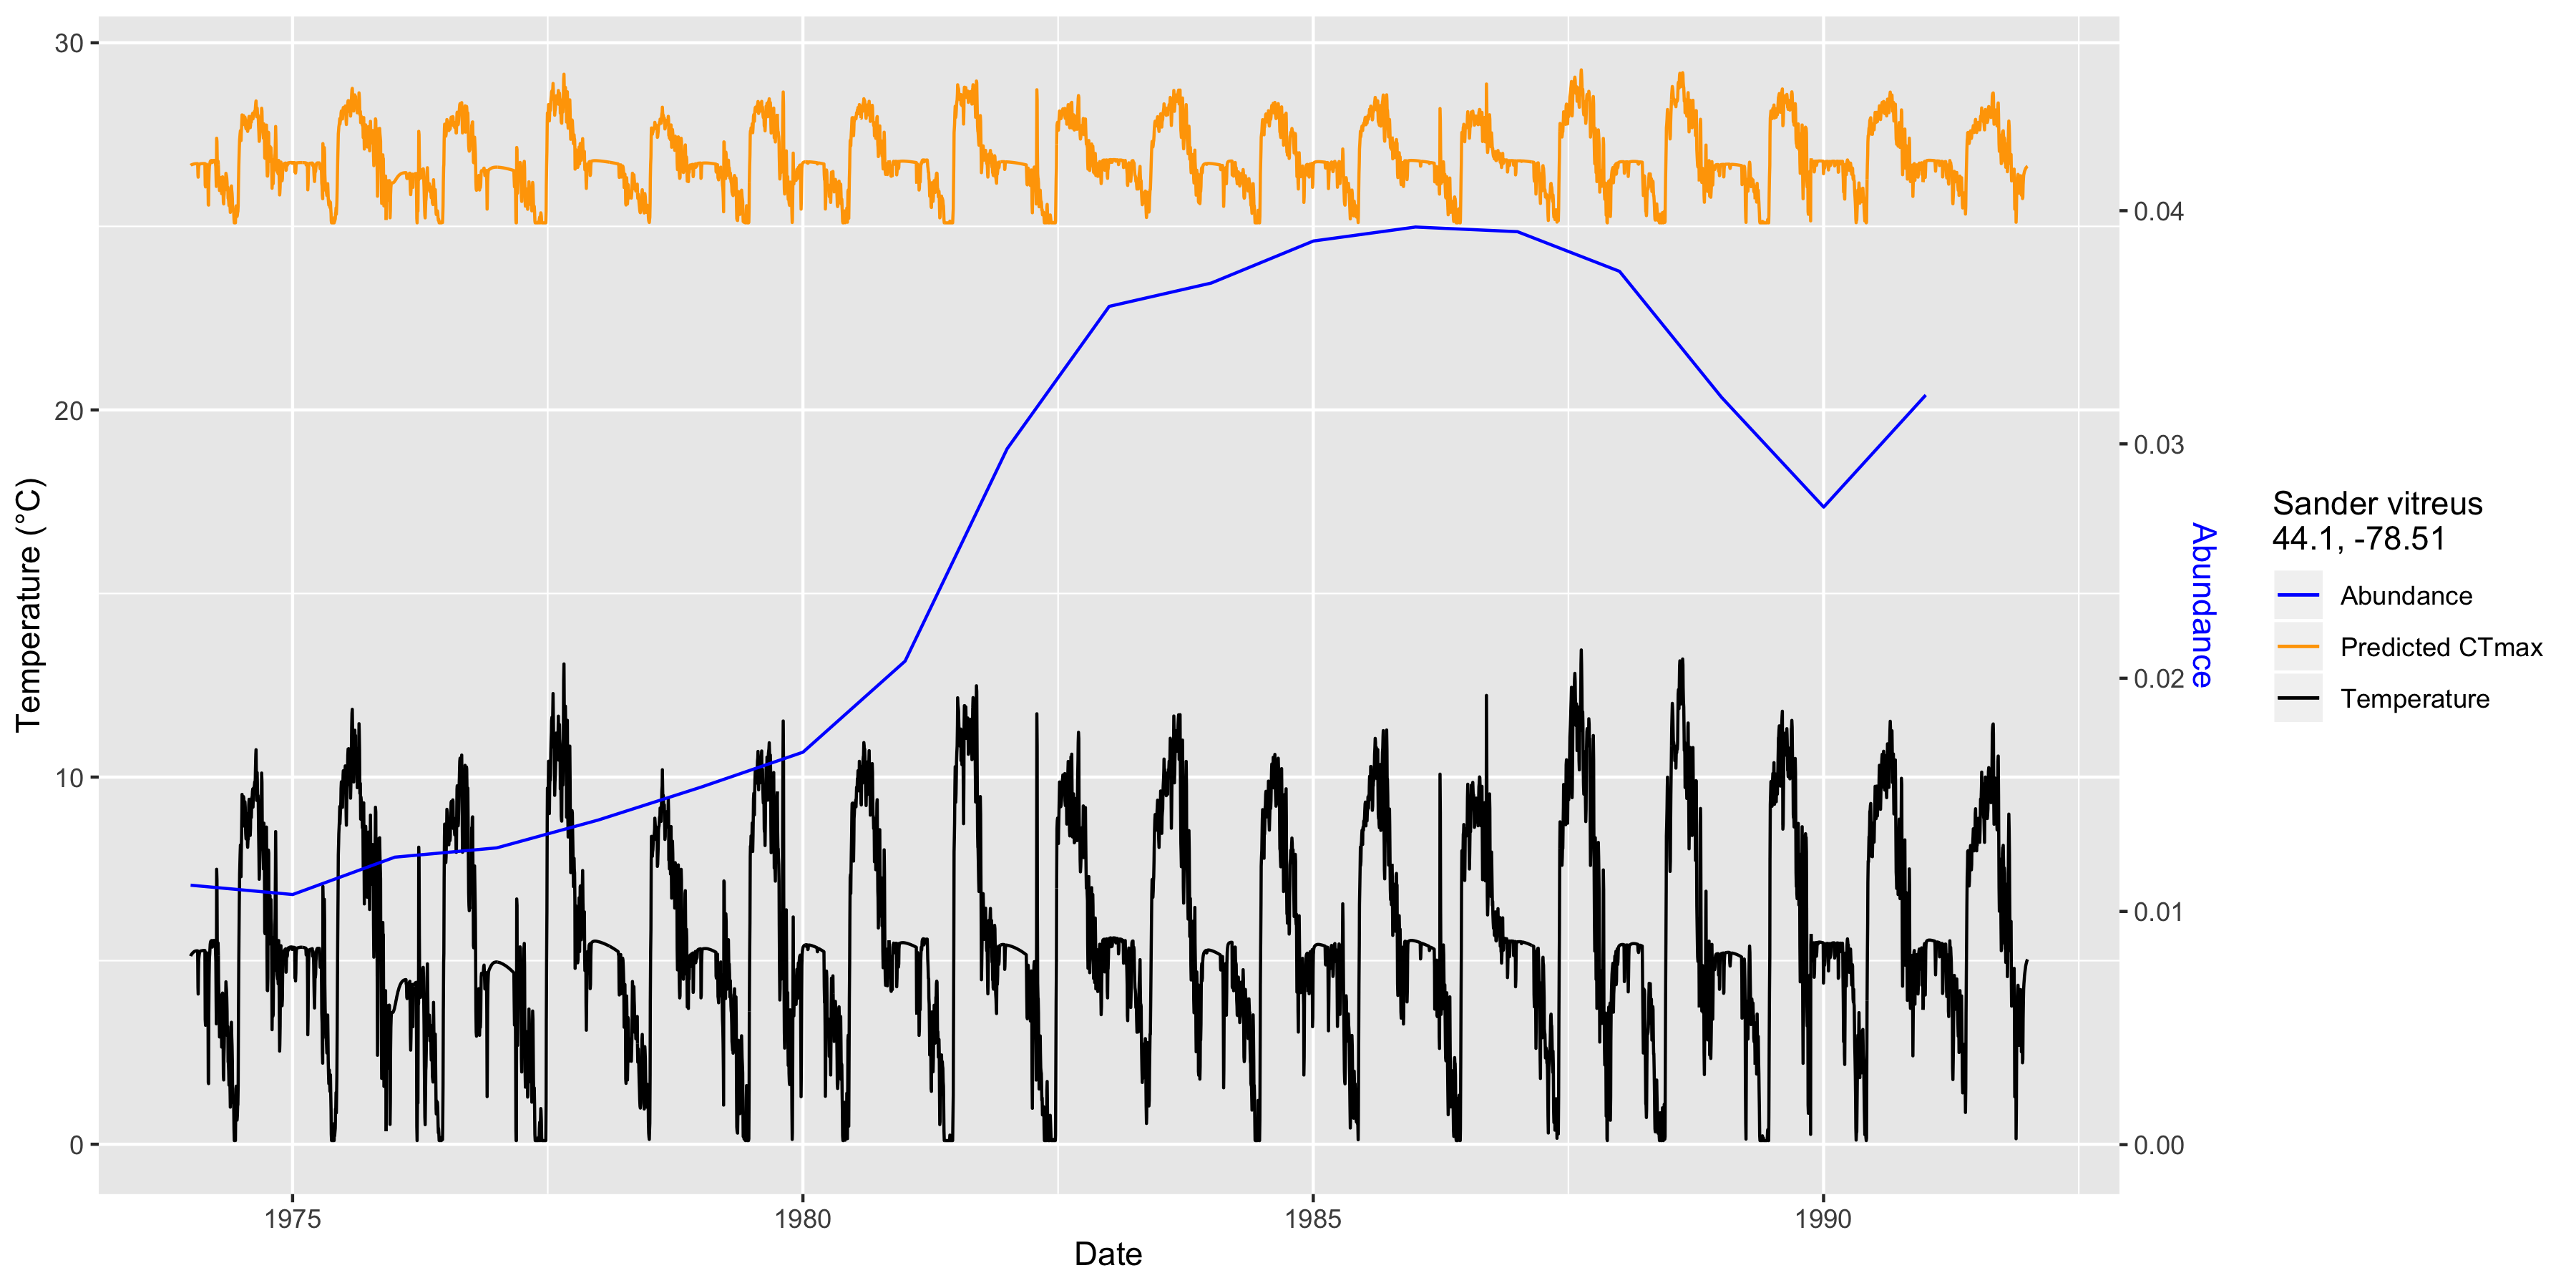 30
20
10
0
Temperature (°C)
1975
1980
1985
1990
Date
0.04
0.03
0.02
0.01
0.00
Abundance
Sander vitreus
44.1, -78.51
Abundance
Predicted CTmax
Temperature